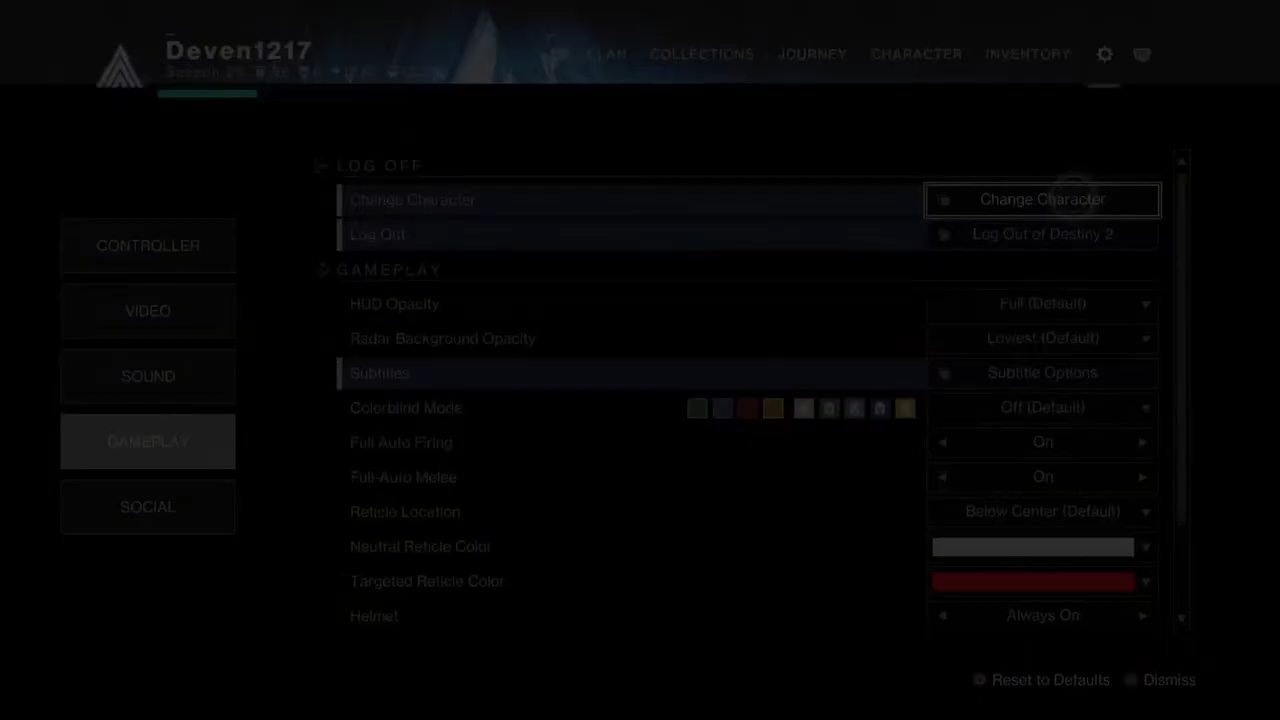 Deven1217
CLAN COLLECTIONS JOURNEY CHARACTER INVENTORY
Season
LOG OFF
Change Character Change Character
Log Out Log Out of Destiny 2
CONTROLLER
GAMEPLAY
HUD Opacity Full (Default)
VIDEO
Radar Background Opacity Lowest (Default)
SOUND
Subtitles Subtitle Options
Colorblind Mode Off (Default)
GAMEPLAY
Full Auto Firing On
Full-Auto Melee On
SOCIAL
Reticle Location Below Center (Default)
Neutral Reticle Color
Targeted Reticle Color
Helmet Always On
Reset to Defaults Dismiss